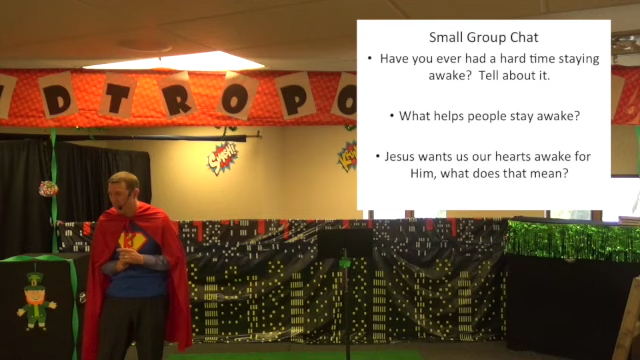 Small Group Chat
• Have you ever had a hard time staying
awake? Tell about it.
• What helps people stay awake?
• Jesus wants us our hearts awake for
Him, what does that mean?
D T R O P O
SMASH!